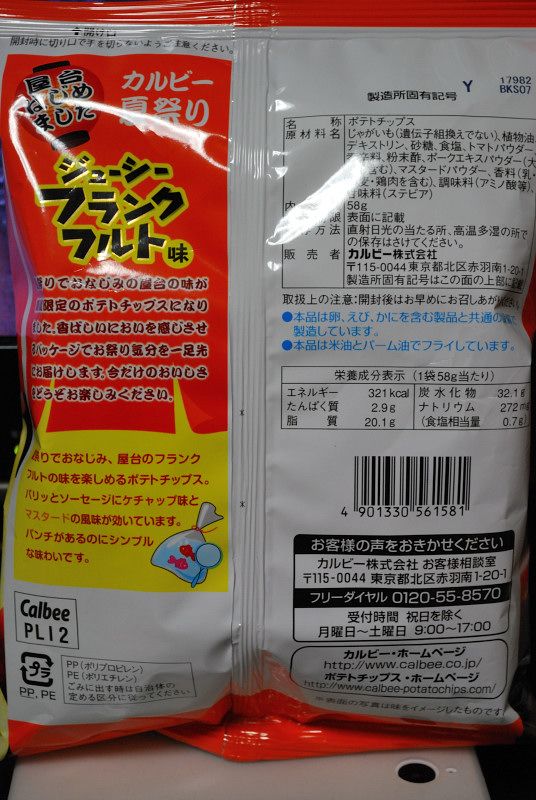 開け口
開封時に切り口で手を切らないようご注意ください。
屋台
はじめ
ました
カルビー
夏祭り
ジューシー
フランク
フルト味
祭りでおなじみの屋台の味が
限定のポテトチップスになり
ました。香ばしいにおいを感じさせ
るパッケージでお祭り気分を一足先
にお届けします。今だけのおいしさ
をどうぞお楽しみください。
祭りでおなじみ、屋台のフランク
フルトの味を楽しめるポテトチップス。
パリッとソーセージにケチャップ味と
マスタードの風味が効いています。
パンチがあるのにシンプル
な味わいです。
Calbee
PL12
プラ
PP, PE
PP(ポリプロピレン)
PE(ポリエチレン)
ごみに出す時は自治体の
定める区分に従ってください
製造所固有記号
Y
17982
BKS07
名称 ポテトチップス
原材料名 じゃがいも(遺伝子組換えでない)、植物油、
デキストリン、砂糖、食塩、トマトパウダー、
粉末酢、ポークエキスパウダー(大
含む)、マスタードパウダー、香料(乳・
・鶏肉を含む)、調味料(アミノ酸等)、
味料(ステビア)
内 58g
限 表面に記載
方法 直射日光の当たる所、高温多湿の所で
の保存はさけてください。
販売者 カルビー株式会社
〒115-0044 東京都北区赤羽南1-20-1
製造所固有記号はこの面の上部に記載
取扱上の注意:開封後はお早めにお召しあがりください。
●本品は卵、えび、かにを含む製品と共通の
製造しています。
●本品は米油とパーム油でフライしています。
栄養成分表示(1袋58g当たり)
エネルギー 321kcal 炭水化物 32.1g
たんぱく質 2.9g ナトリウム 272mg
脂質 20.1g (食塩相当量 0.7g)
4 901330 561581
お客様の声をおきかせください
カルビー株式会社 お客様相談室
〒115-0044 東京都北区赤羽南1-20-1
フリーダイヤル 0120-55-8570
受付時間 祝日を除く
月曜日~土曜日 9:00~17:00
カルビー・ホームページ
http://www.calbee.co.jp/
ポテトチップス・ホームページ
http://www.calbee-potatochips.com/
※表面の写真は味をイメージしたものです